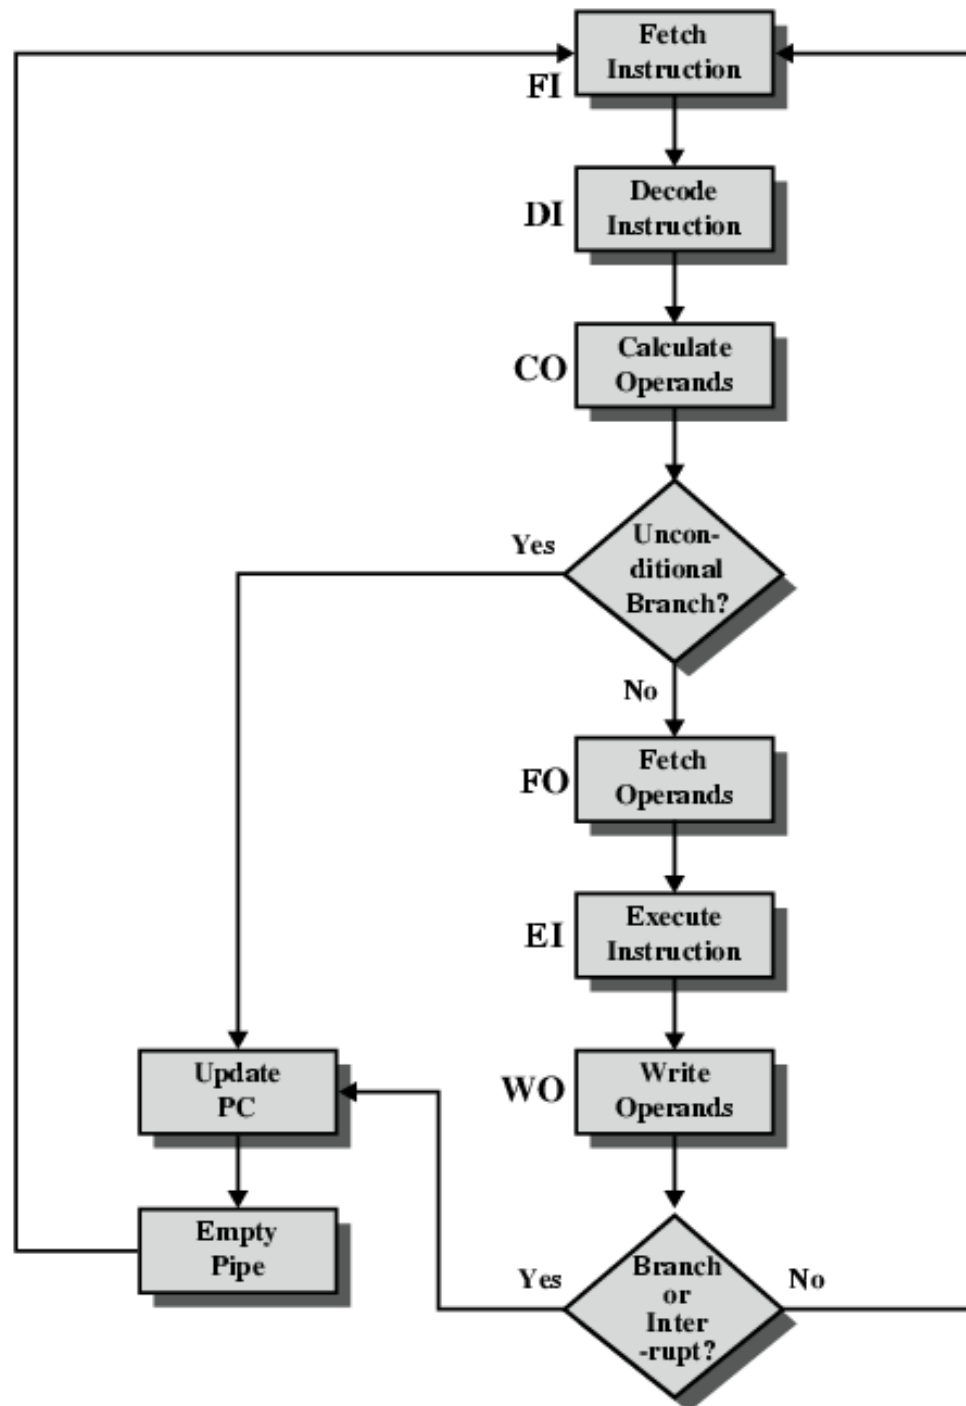 Fetch
Instruction
FI
Decode
Instruction
DI
Calculate
Operands
CO
Uncon-
ditional
Branch?
Yes
No
Fetch
Operands
FO
Execute
Instruction
EI
Write
Operands
WO
Update
PC
Empty
Pipe
Yes
Branch
or
Inter
-rupt?
No